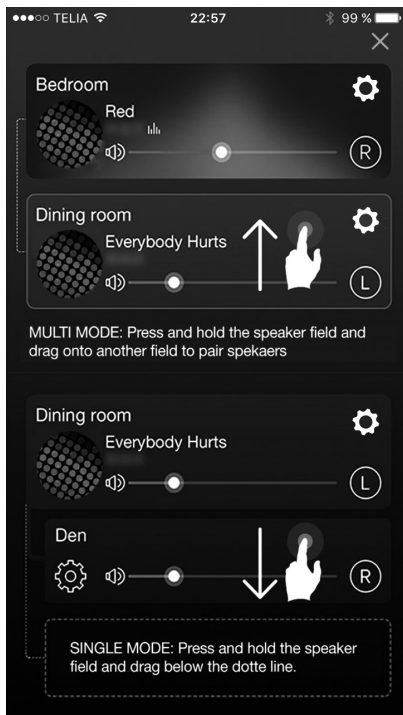 TELIA 22:57 99 %
Bedroom
Red
R
Dining room
Everybody Hurts
L
MULTI MODE: Press and hold the speaker field and
drag onto another field to pair spekaers
Dining room
Everybody Hurts
L
Den
R
SINGLE MODE: Press and hold the speaker
field and drag below the dotte line.